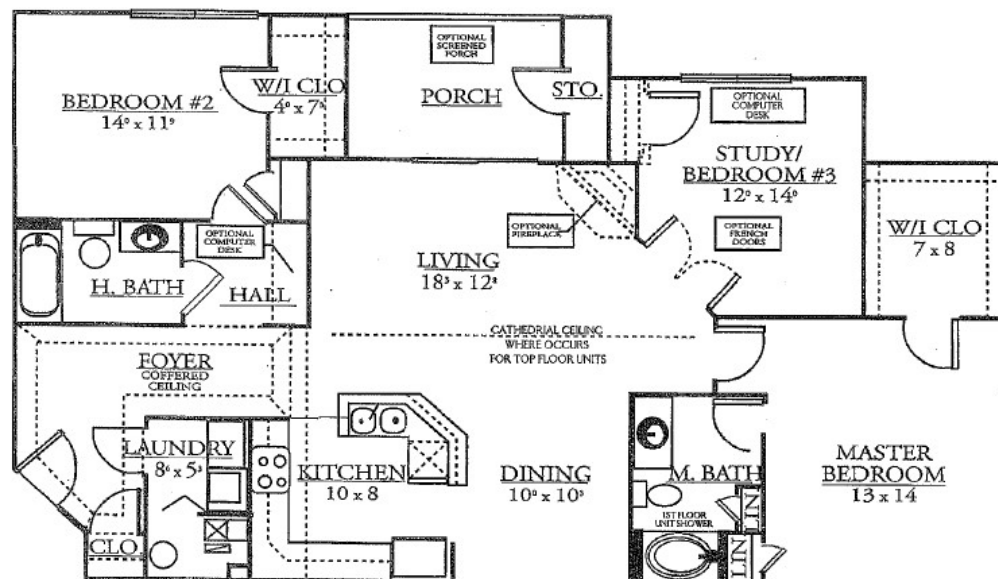 BEDROOM #2
14⁰ x 11⁹
W/I CLO
4⁰ x 7⁵
OPTIONAL
SCREENED
PORCH
PORCH
STO.
OPTIONAL
COMPUTER
DESK
STUDY/
BEDROOM #3
12⁰ x 14⁰
OPTIONAL
FRENCH
DOORS
W/I CLO
7 x 8
OPTIONAL
FIREPLACE
LIVING
18³ x 12⁸
OPTIONAL
COMPUTER
DESK
H. BATH
HALL
CATHEDRIAL CEILING
WHERE OCCURS
FOR TOP FLOOR UNITS
FOYER
COFFERED
CEILING
LAUNDRY
8⁶ x 5³
KITCHEN
10 x 8
DINING
10⁰ x 10³
M. BATH
1ST FLOOR
UNIT SHOWER
LIN
LIN
MASTER
BEDROOM
13 x 14
CLO